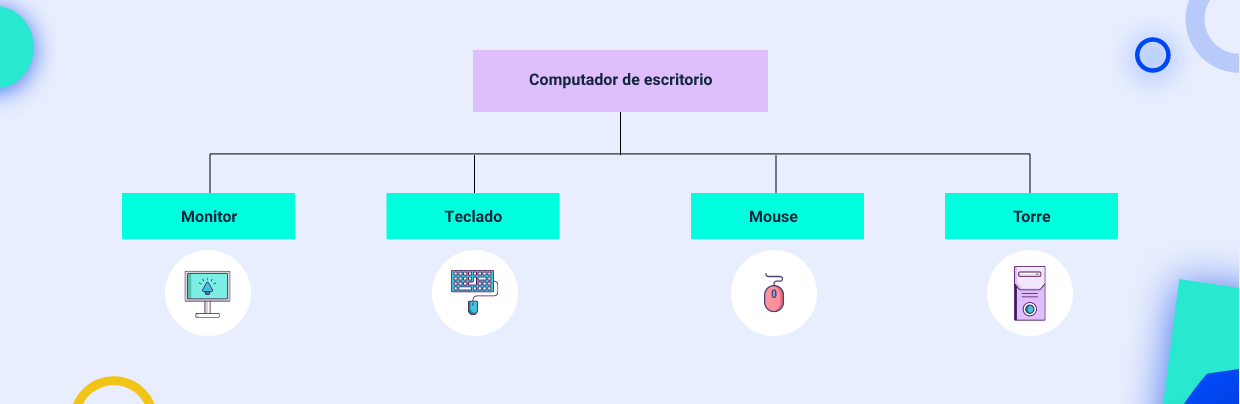 Computador de escritorio
Monitor
Teclado
Mouse
Torre